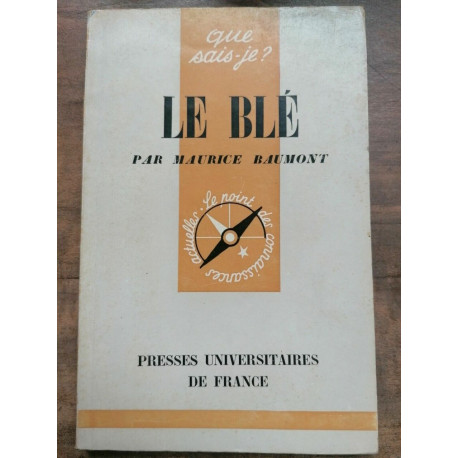 que
sais-je?
LE BLÉ
PAR MAURICE BAUMONT
Le point des connaissances actuelles.
PRESSES UNIVERSITAIRES
DE FRANCE